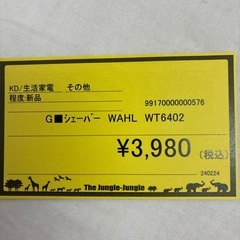 KD/生活家電 その他
程度:新品
99170000000576
G■シェーバー WAHL WT6402
¥3,980 (税込)
240224
The Jungle-Jungle